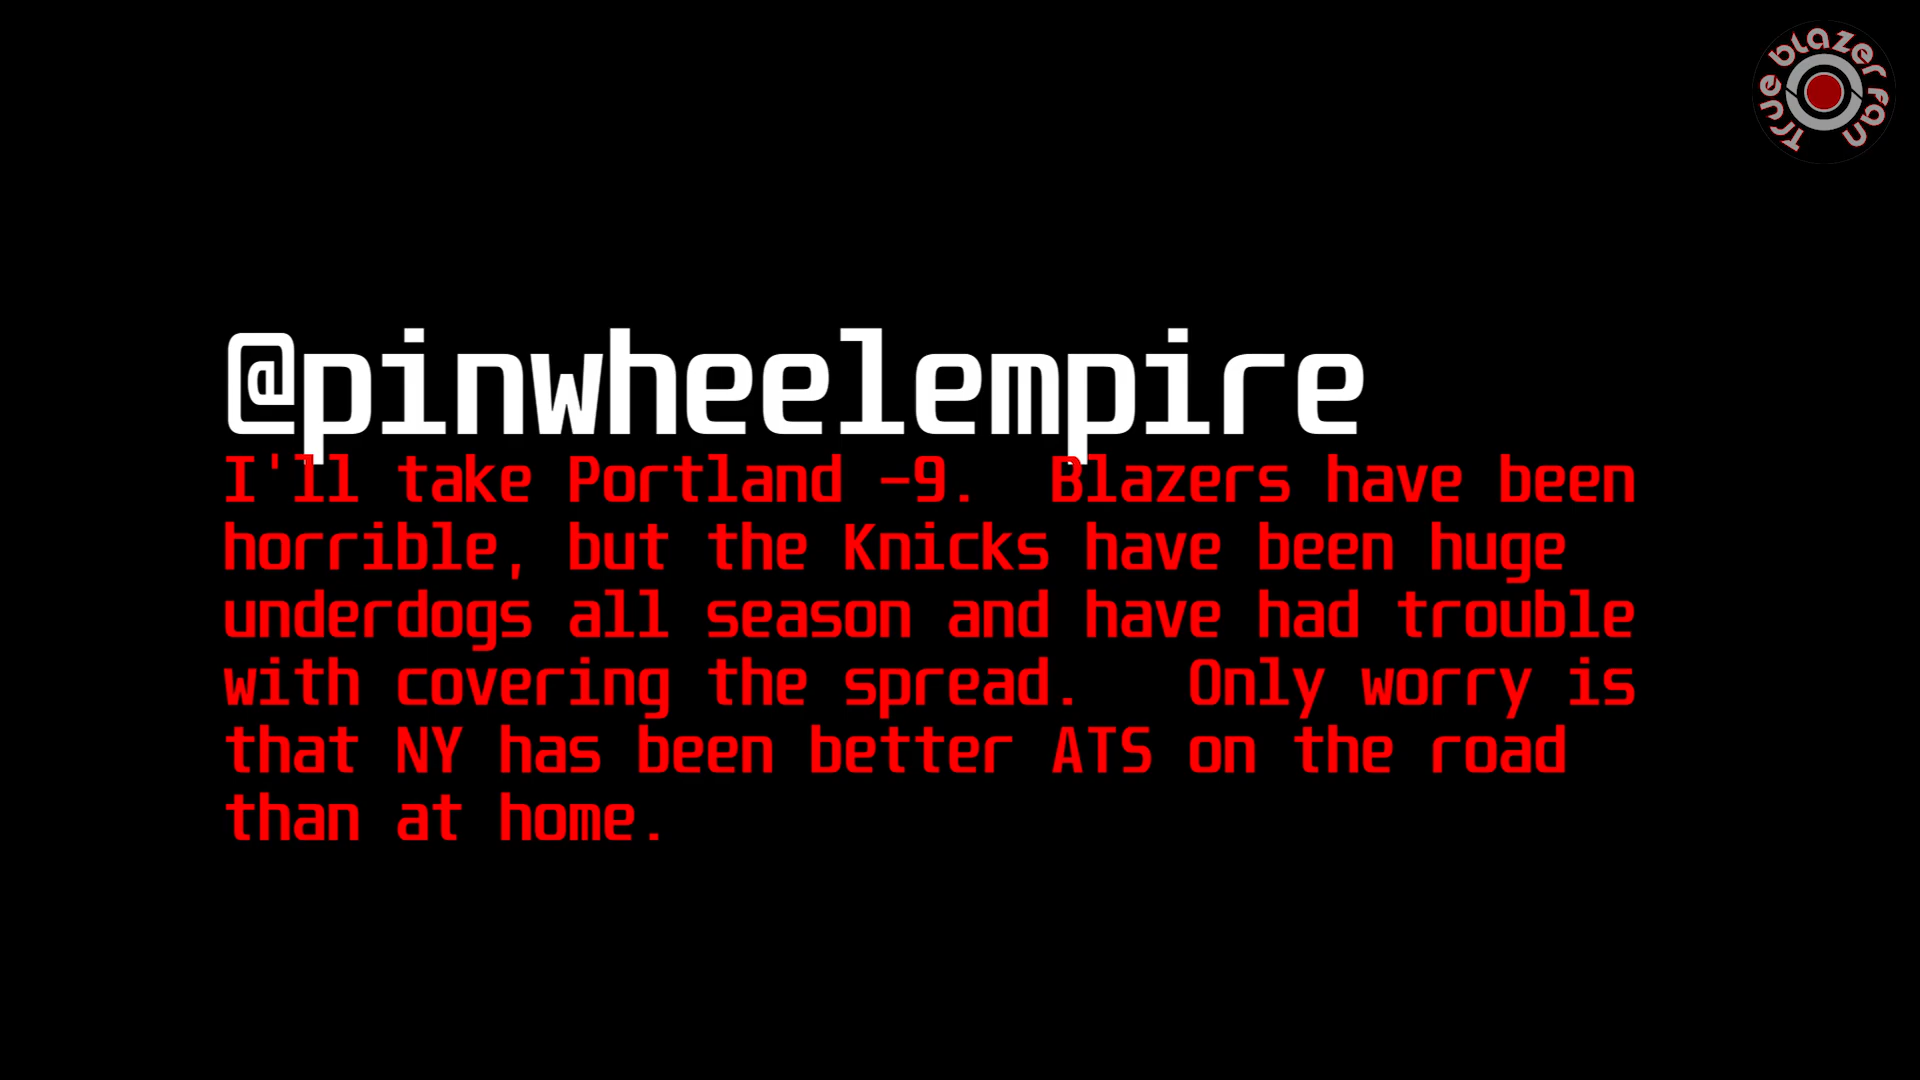 true blazer fan
@pinwheelempire
I'll take Portland -9.  Blazers have been
horrible, but the Knicks have been huge
underdogs all season and have had trouble
with covering the spread.   Only worry is
that NY has been better ATS on the road
than at home.